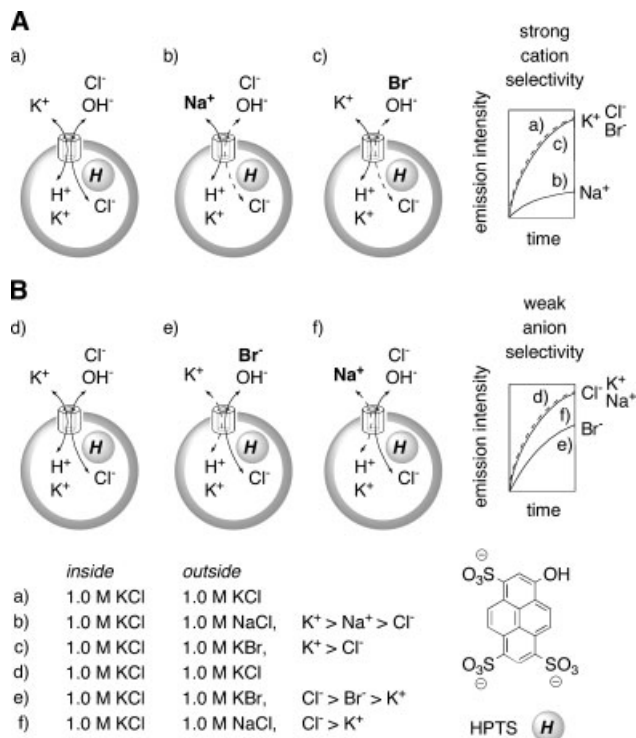 A
a)
K⁺
Cl⁻
OH⁻
H
H⁺
K⁺
Cl⁻
b)
Na⁺
Cl⁻
OH⁻
H
H⁺
K⁺
Cl⁻
c)
K⁺
Br⁻
OH⁻
H
H⁺
K⁺
Cl⁻
strong
cation
selectivity
emission intensity
a)
c)
b)
K⁺ Cl⁻
Br⁻
Na⁺
time
B
d)
K⁺
Cl⁻
OH⁻
H
H⁺
K⁺
Cl⁻
e)
K⁺
Br⁻
OH⁻
H
H⁺
K⁺
Cl⁻
f)
Na⁺
Cl⁻
OH⁻
H
H⁺
K⁺
Cl⁻
weak
anion
selectivity
emission intensity
d)
f)
e)
Cl⁻ K⁺
Na⁺
Br⁻
time
inside outside
a) 1.0 M KCl 1.0 M KCl
b) 1.0 M KCl 1.0 M NaCl, K⁺ > Na⁺ > Cl⁻
c) 1.0 M KCl 1.0 M KBr, K⁺ > Cl⁻
d) 1.0 M KCl 1.0 M KCl
e) 1.0 M KCl 1.0 M KBr, Cl⁻ > Br⁻ > K⁺
f) 1.0 M KCl 1.0 M NaCl, Cl⁻ > K⁺
⊖
O₃S
OH
O₃S
SO₃
⊖
⊖
HPTS H